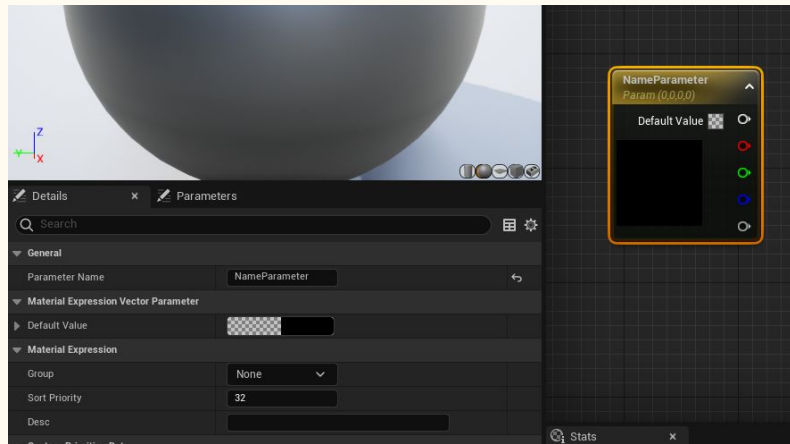 Z
Y
X
Details
Parameters
Search
General
Parameter Name NameParameter
Material Expression Vector Parameter
Default Value
Material Expression
Group None
Sort Priority 32
Desc
NameParameter
Param (0,0,0,0)
Default Value
Stats